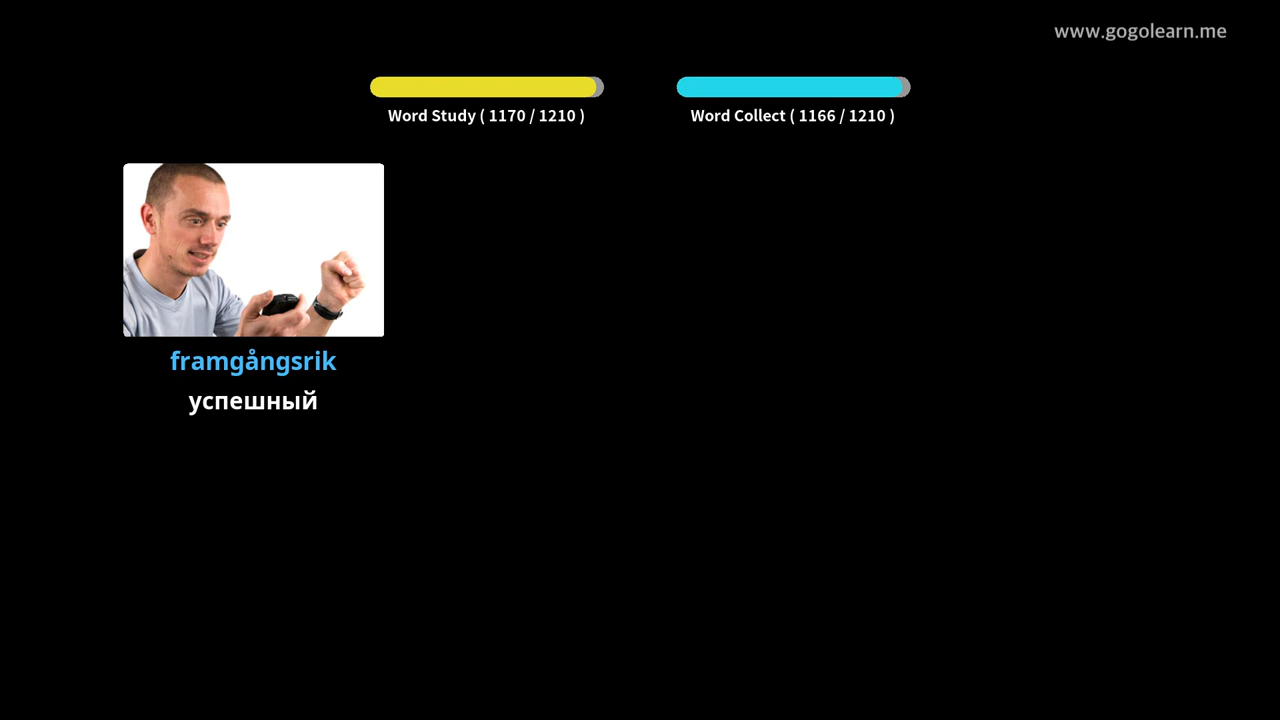 www.gogolearn.me
Word Study ( 1170 / 1210 )
Word Collect ( 1166 / 1210 )
framgångsrik
успешный